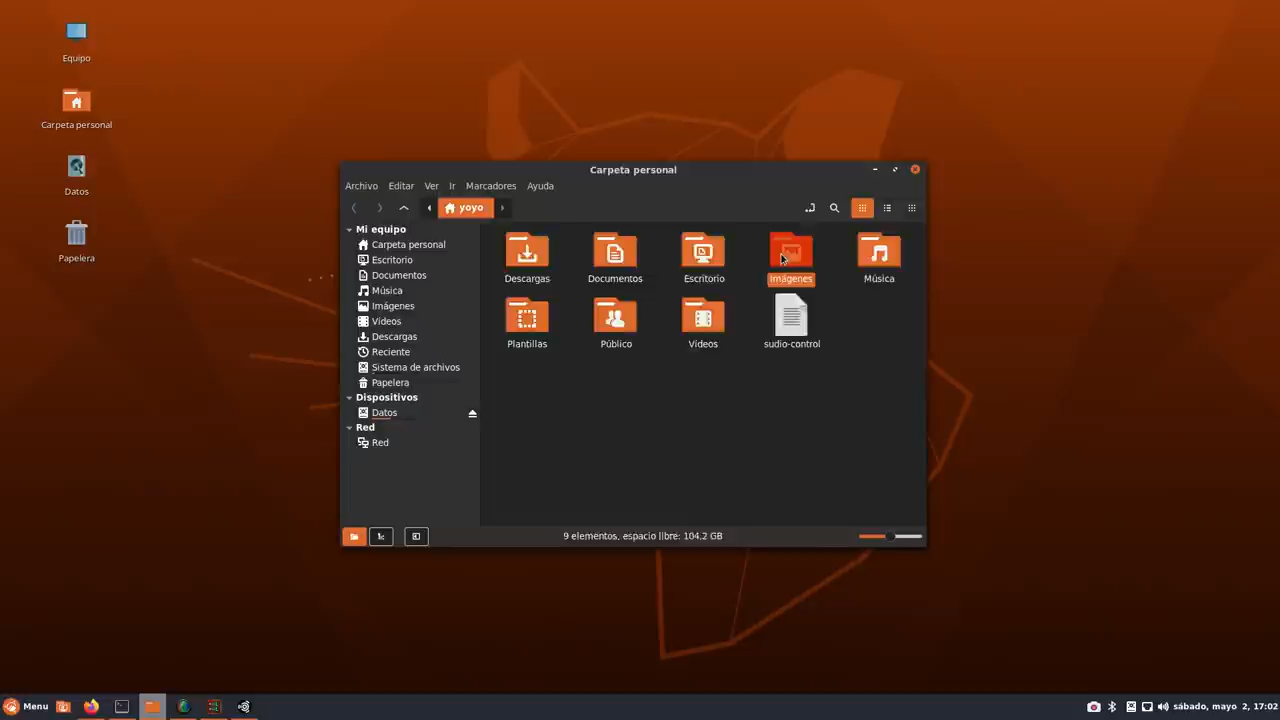 Equipo
Carpeta personal
Datos
Papelera
Carpeta personal
Archivo Editar Ver Ir Marcadores Ayuda
yoyo
Mi equipo
Carpeta personal
Escritorio
Documentos
Música
Imágenes
Vídeos
Descargas
Reciente
Sistema de archivos
Papelera
Dispositivos
Datos
Red
Red
Descargas Documentos Escritorio Imágenes Música
Plantillas Público Vídeos sudio-control
9 elementos, espacio libre: 104,2 GB
Menu
sábado, mayo 2, 17:02